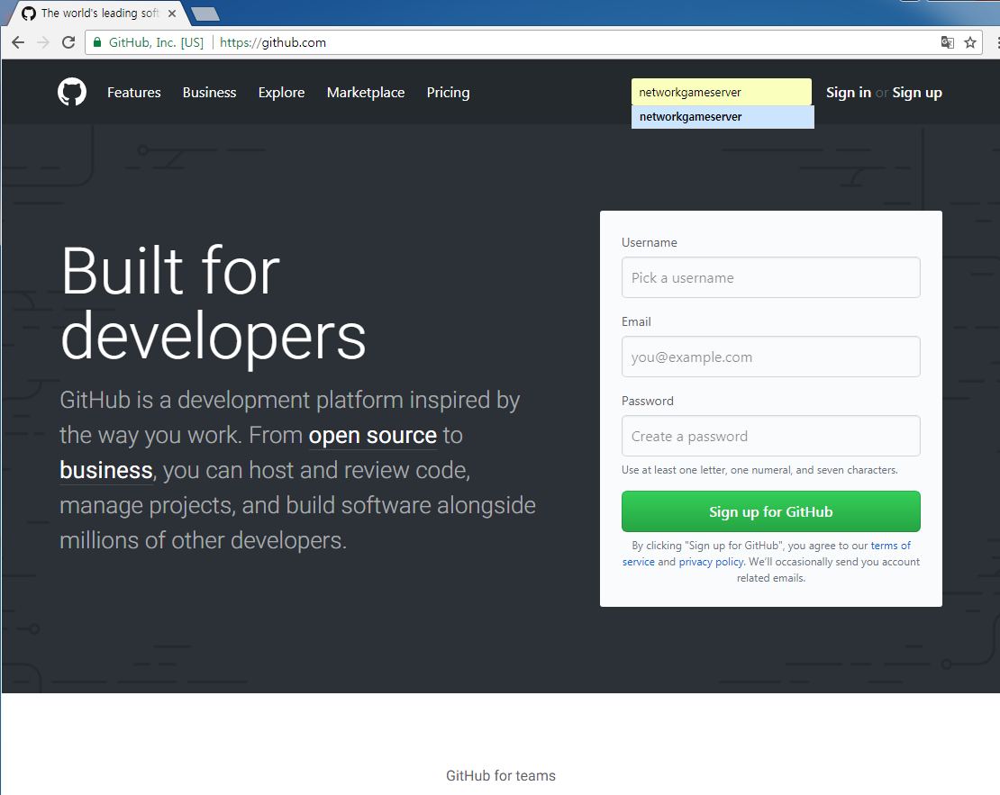 The world's leading soft
GitHub, Inc. [US]
https://github.com
Features Business Explore Marketplace Pricing
networkgameserver
Sign in or Sign up
networkgameserver
Built for
developers
GitHub is a development platform inspired by
the way you work. From open source to
business, you can host and review code,
manage projects, and build software alongside
millions of other developers.
Username
Pick a username
Email
you@example.com
Password
Create a password
Use at least one letter, one numeral, and seven characters.
Sign up for GitHub
By clicking "Sign up for GitHub", you agree to our terms of
service and privacy policy. We’ll occasionally send you account
related emails.
GitHub for teams